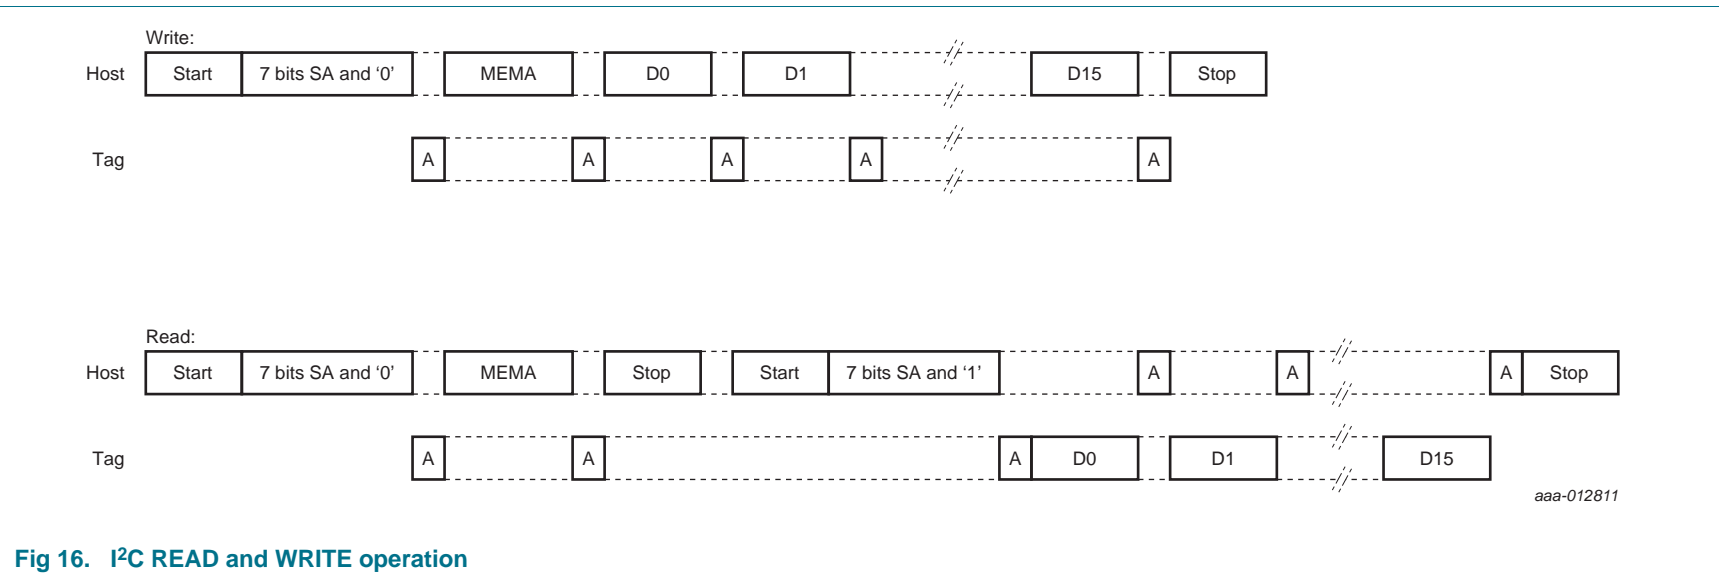 Write:
Host Start 7 bits SA and ‘0’ MEMA D0 D1 D15 Stop
Tag A A A A A
Read:
Host Start 7 bits SA and ‘0’ MEMA Stop Start 7 bits SA and ‘1’ A A A Stop
Tag A A A D0 D1 D15
aaa-012811
Fig 16. I²C READ and WRITE operation